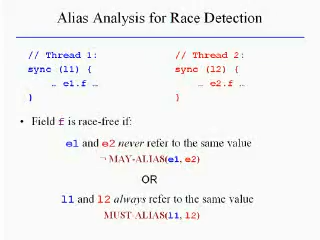 Alias Analysis for Race Detection
// Thread 1: // Thread 2:
sync (l1) { sync (l2) {
… e1.f … … e2.f …
} }
• Field f is race-free if:
e1 and e2 never refer to the same value
¬ MAY-ALIAS(e1, e2)
OR
l1 and l2 always refer to the same value
MUST-ALIAS(l1, l2)